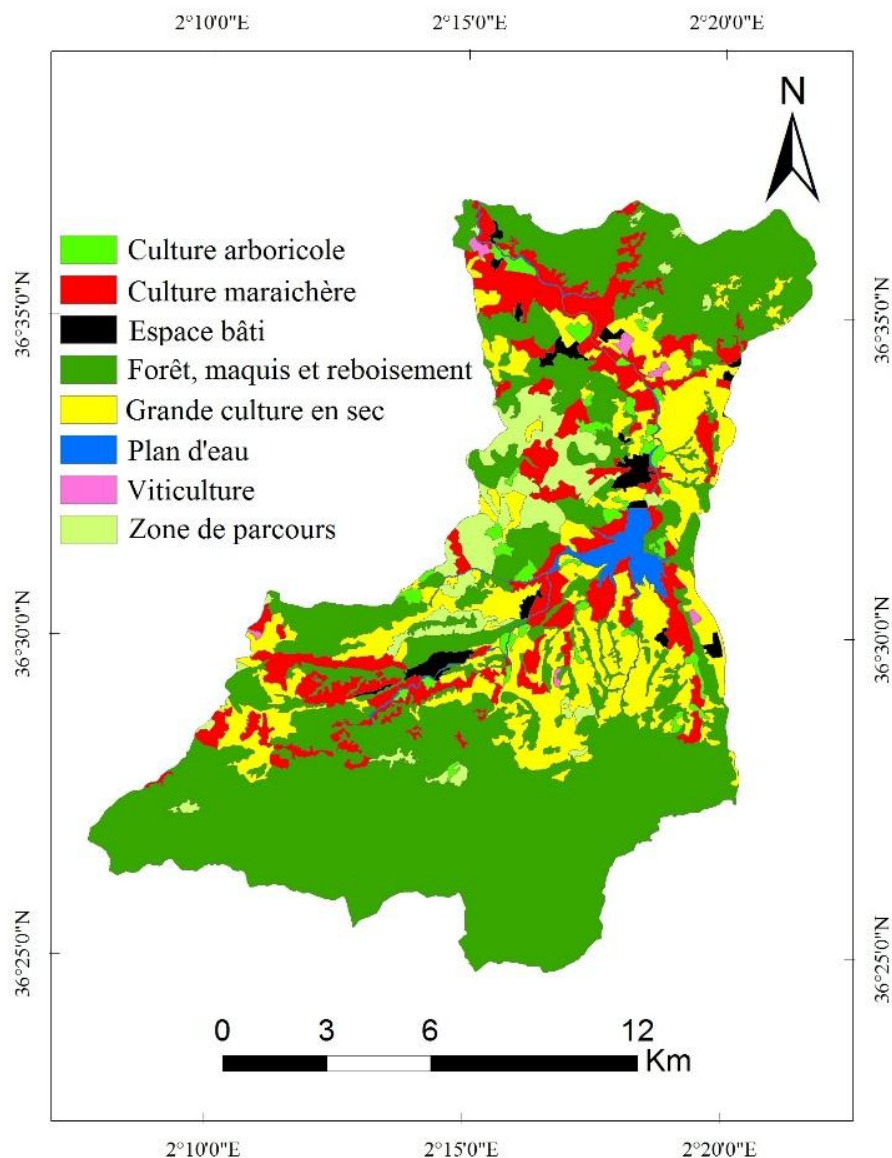 2°10'0"E 2°15'0"E 2°20'0"E
N
Culture arboricole
Culture maraichère
Espace bâti
Forêt, maquis et reboisement
Grande culture en sec
Plan d'eau
Viticulture
Zone de parcours
36°35'0"N 36°35'0"N
36°30'0"N 36°30'0"N
36°25'0"N 36°25'0"N
0 3 6 12
Km
2°10'0"E 2°15'0"E 2°20'0"E